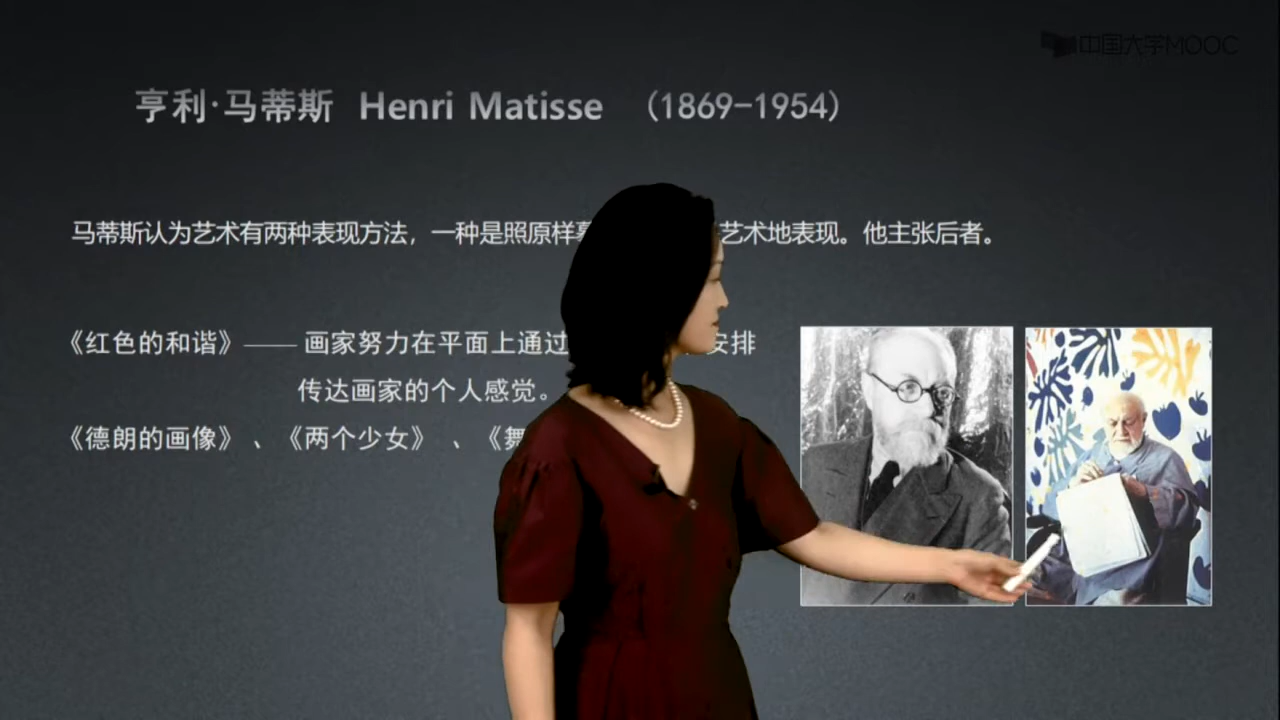 中国大学MOOC
亨利·马蒂斯 Henri Matisse (1869-1954)
马蒂斯认为艺术有两种表现方法，一种是照原样 艺术地表现。他主张后者。
《红色的和谐》—— 画家努力在平面上通过 安排
传达画家的个人感觉。
《德朗的画像》、《两个少女》、《舞